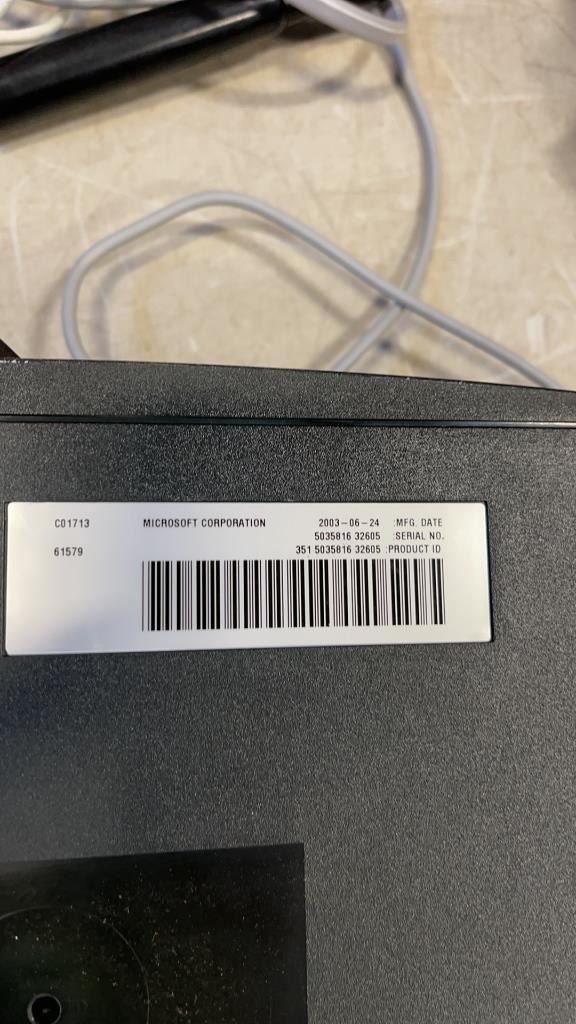 C01713 MICROSOFT CORPORATION 2003-06-24 :MFG. DATE
5035816 32605 :SERIAL NO.
61579 351 5035816 32605 :PRODUCT ID